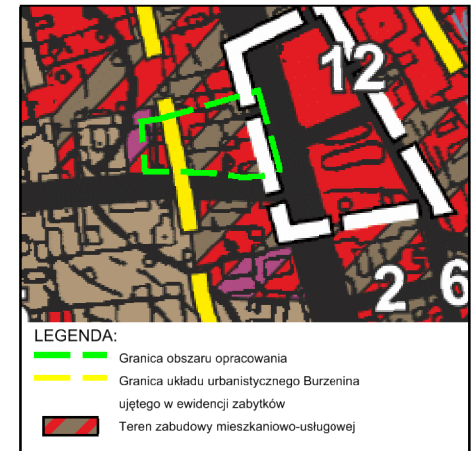 12
2 6
LEGENDA:
Granica obszaru opracowania
Granica układu urbanistycznego Burzenina
ujętego w ewidencji zabytków
Teren zabudowy mieszkaniowo-usługowej